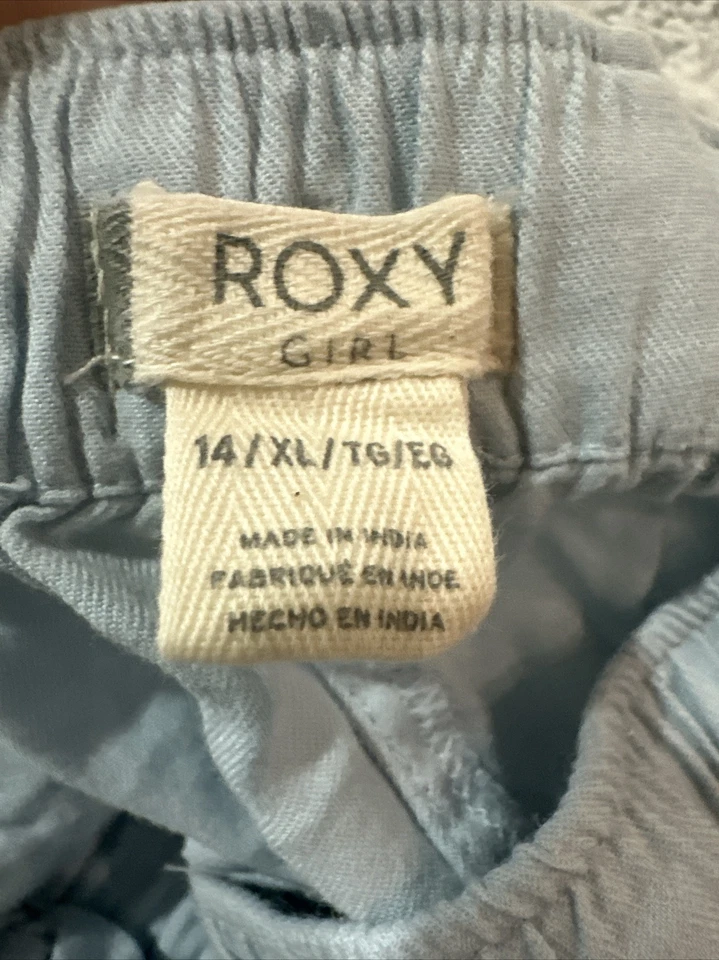 ROXY
GIRL
14/XL/TG/EG
MADE IN INDIA
FABRIQUÉ EN INDE
HECHO EN INDIA